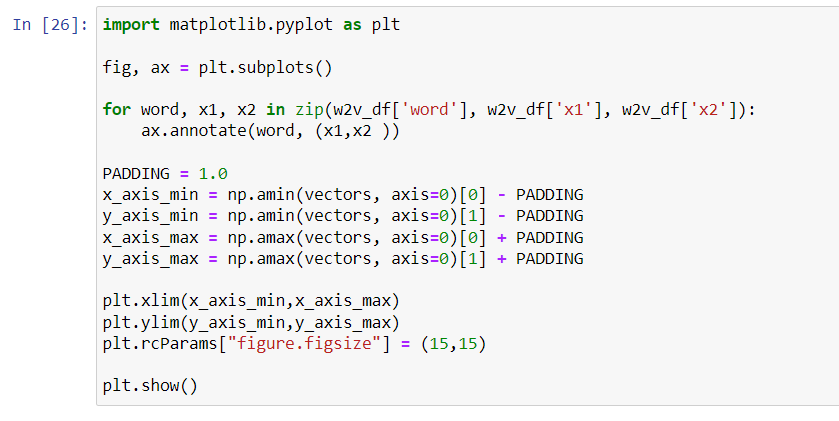 In [26]: import matplotlib.pyplot as plt
fig, ax = plt.subplots()
for word, x1, x2 in zip(w2v_df['word'], w2v_df['x1'], w2v_df['x2']):
    ax.annotate(word, (x1,x2 ))
PADDING = 1.0
x_axis_min = np.amin(vectors, axis=0)[0] - PADDING
y_axis_min = np.amin(vectors, axis=0)[1] - PADDING
x_axis_max = np.amax(vectors, axis=0)[0] + PADDING
y_axis_max = np.amax(vectors, axis=0)[1] + PADDING
plt.xlim(x_axis_min,x_axis_max)
plt.ylim(y_axis_min,y_axis_max)
plt.rcParams["figure.figsize"] = (15,15)
plt.show()